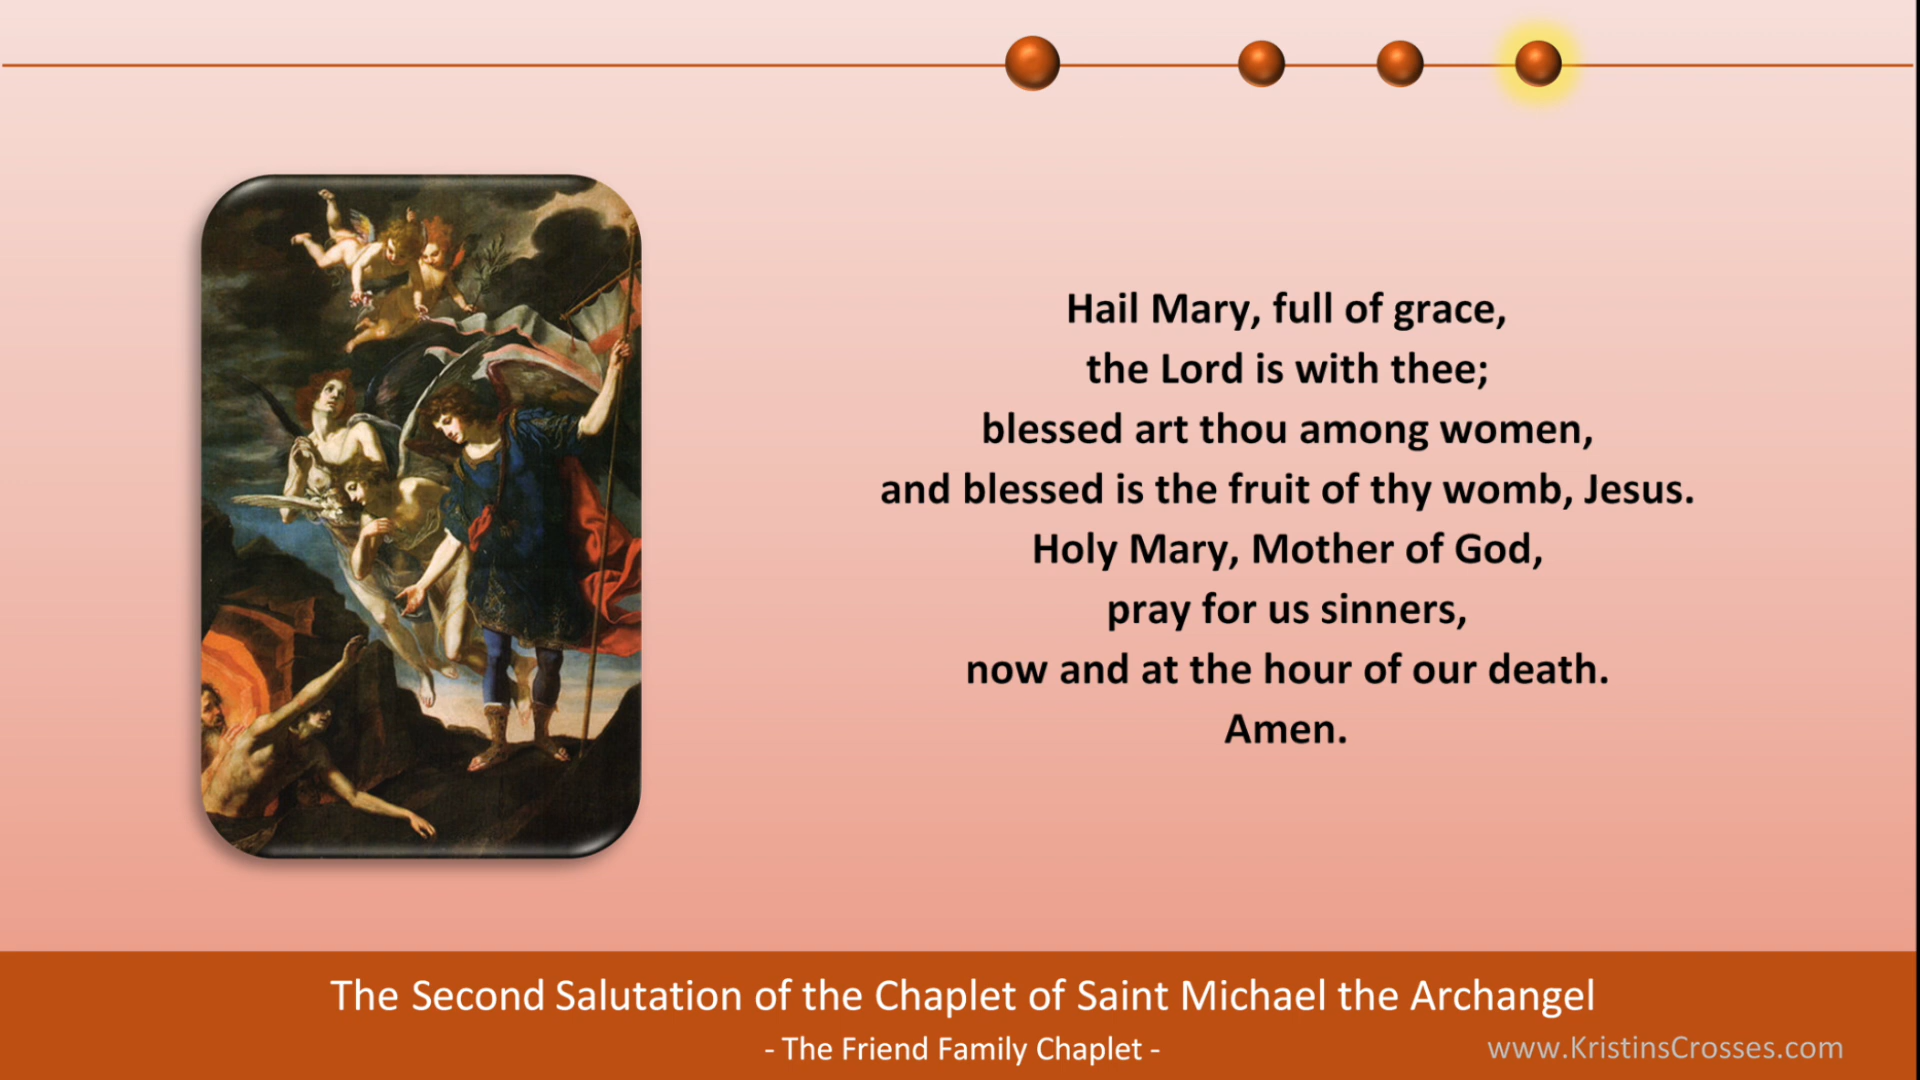 Hail Mary, full of grace,
the Lord is with thee;
blessed art thou among women,
and blessed is the fruit of thy womb, Jesus.
Holy Mary, Mother of God,
pray for us sinners,
now and at the hour of our death.
Amen.
The Second Salutation of the Chaplet of Saint Michael the Archangel
- The Friend Family Chaplet -
www.KristinsCrosses.com